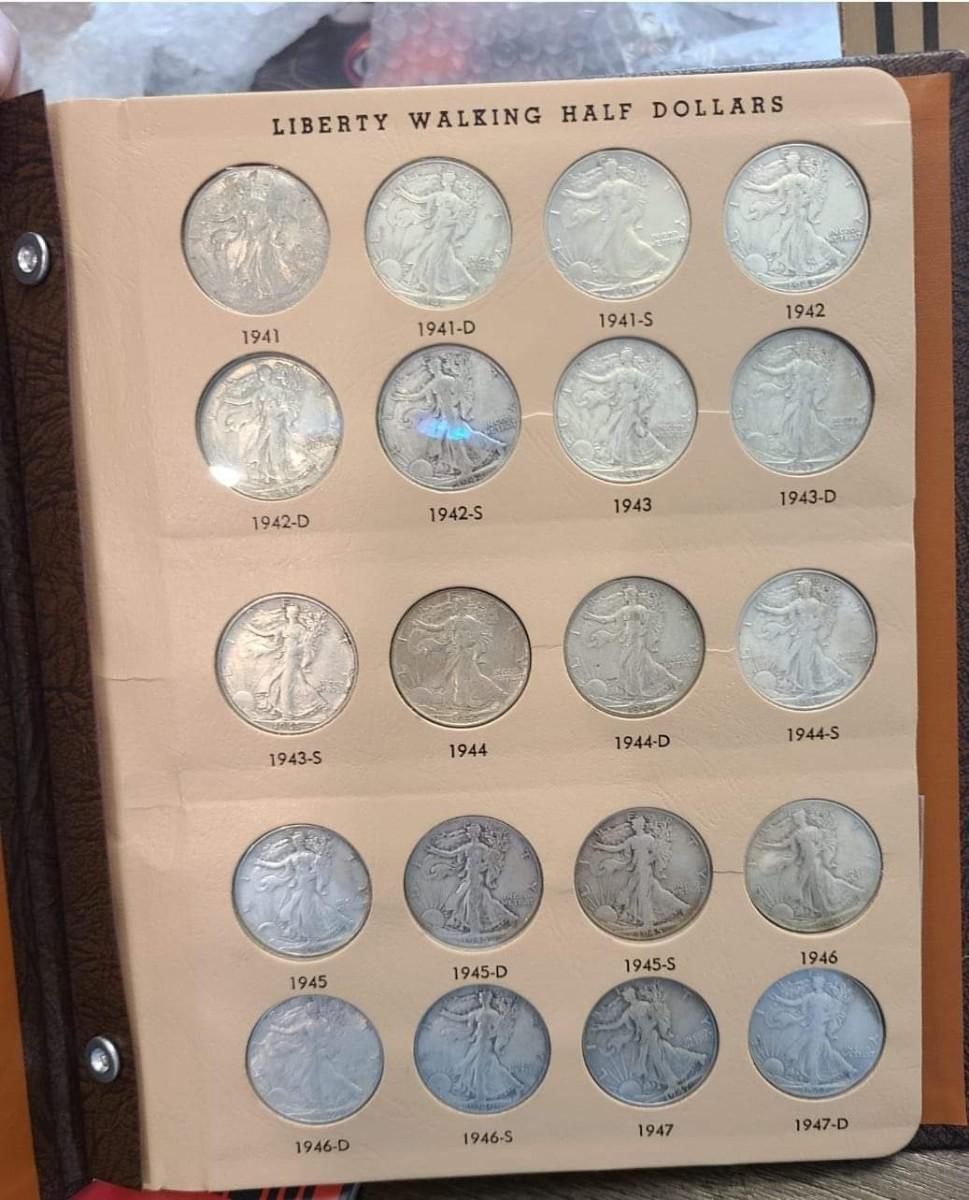 LIBERTY WALKING HALF DOLLARS
1941 1941-D 1941-S 1942
1942-D 1942-S 1943 1943-D
1943-S 1944 1944-D 1944-S
1945 1945-D 1945-S 1946
1946-D 1946-S 1947 1947-D